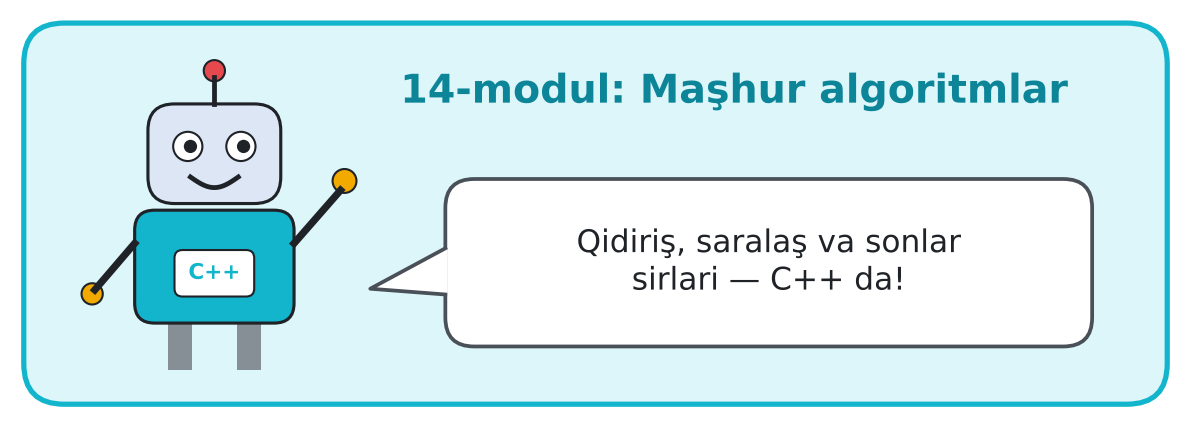 14-modul: Maşhur algoritmlar
Qidiriş, saralaş va sonlar
sirlari — C++ da!
C++